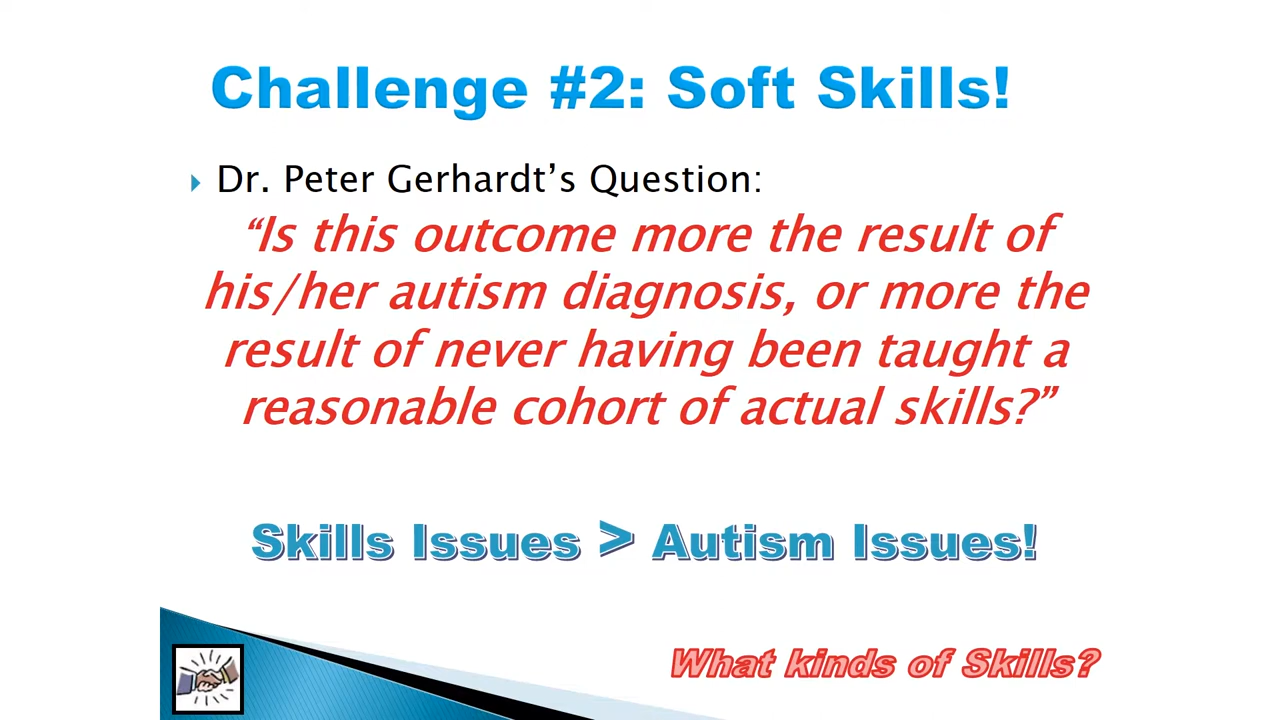 Challenge #2: Soft Skills!
Dr. Peter Gerhardt’s Question:
“Is this outcome more the result of
his/her autism diagnosis, or more the
result of never having been taught a
reasonable cohort of actual skills?”
Skills Issues > Autism Issues!
What kinds of Skills?